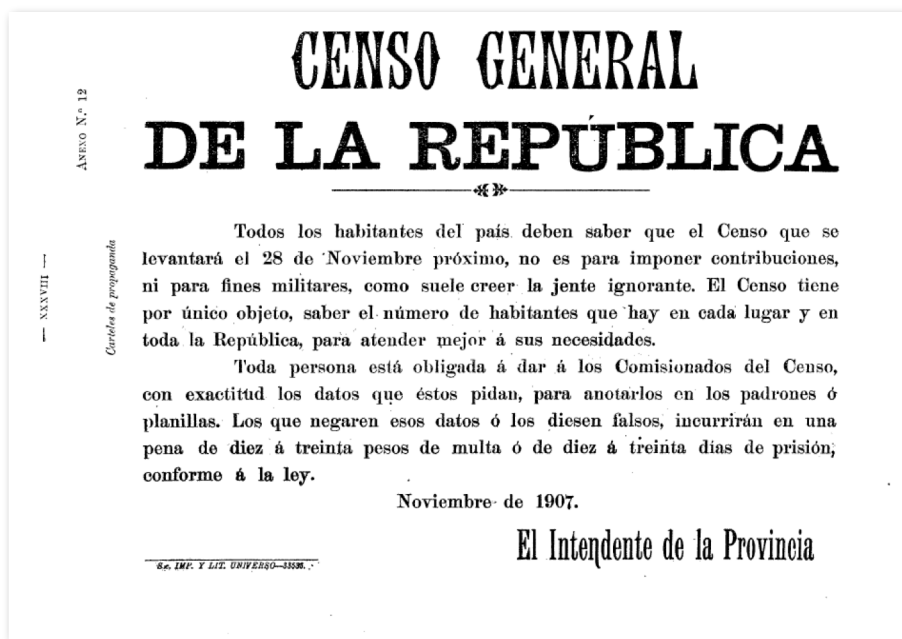 CENSO GENERAL
DE LA REPÚBLICA
Todos los habitantes del país deben saber que el Censo que se
levantará el 28 de Noviembre próximo, no es para imponer contribuciones,
ni para fines militares, como suele creer la jente ignorante. El Censo tiene
por único objeto, saber el número de habitantes que hay en cada lugar y en
toda la República, para atender mejor á sus necesidades.
Toda persona está obligada á dar á los Comisionados del Censo,
con exactitud los datos que éstos pidan, para anotarlos en los padrones ó
planillas. Los que negaren esos datos ó los diesen falsos, incurrirán en una
pena de diez á treinta pesos de multa ó de diez á treinta días de prisión,
conforme á la ley.
Noviembre de 1907.
El Intendente de la Provincia
IMP. Y LIT. UNIVERSO
ANEXO N.º 12
Carteles de propaganda
— XXXVIII —